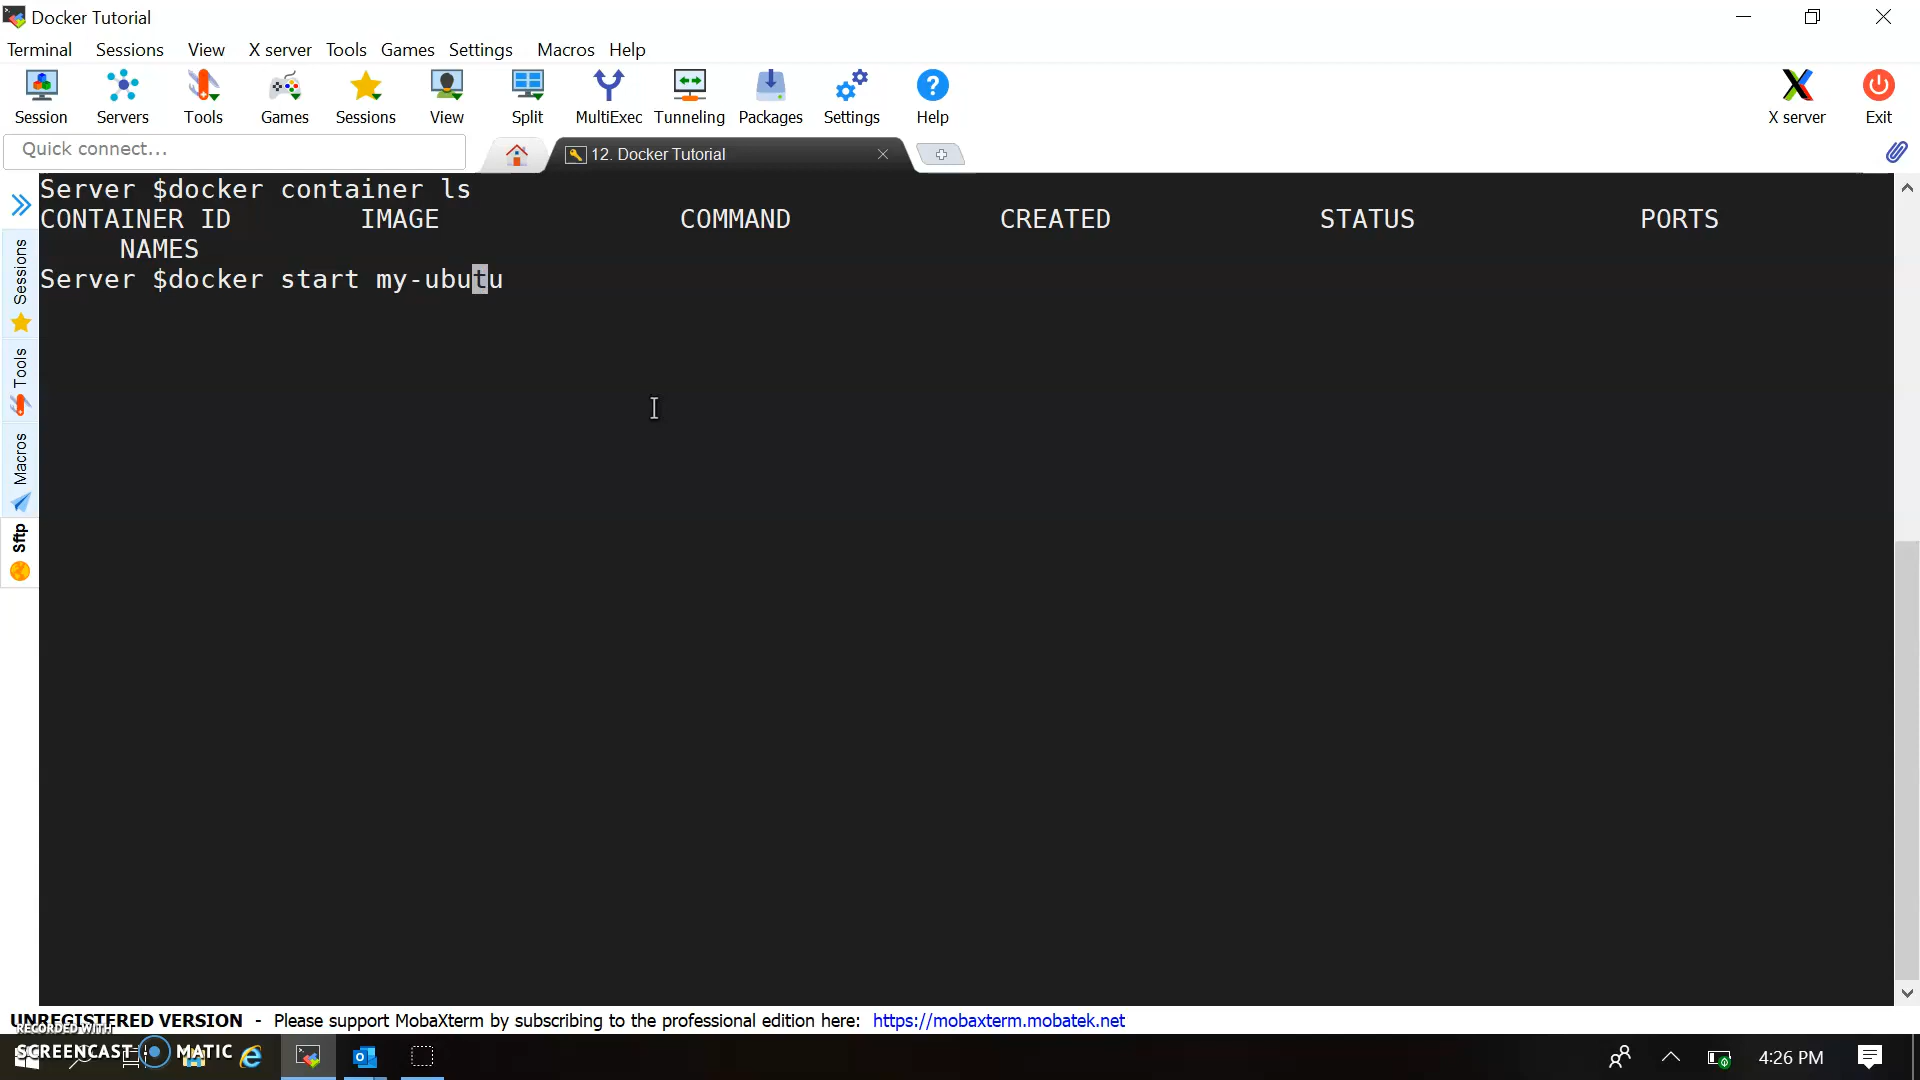 Docker Tutorial
Terminal Sessions View X server Tools Games Settings Macros Help
Session Servers Tools Games Sessions View Split MultiExec Tunneling Packages Settings Help X server Exit
Quick connect...
12. Docker Tutorial
Server $docker container ls
CONTAINER ID IMAGE COMMAND CREATED STATUS PORTS
NAMES
Server $docker start my-ubutu
Sessions
Tools
Macros
Sftp
UNREGISTERED VERSION - Please support MobaXterm by subscribing to the professional edition here: https://mobaxterm.mobatek.net
RECORDED WITH
SCREENCAST MATIC
4:26 PM